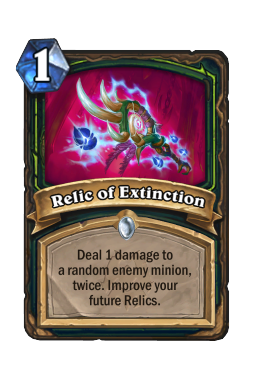 1
Relic of Extinction
Deal 1 damage to
a random enemy minion,
twice. Improve your
future Relics.